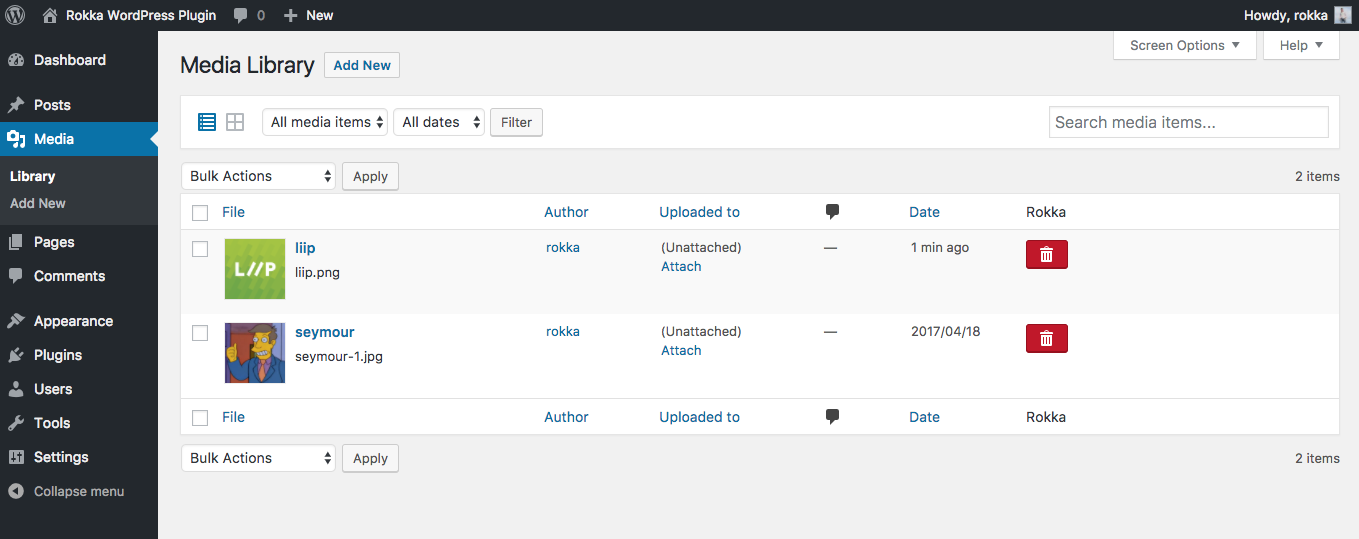 Rokka WordPress Plugin 0 New Howdy, rokka
Screen Options Help
Dashboard
Posts
Media
Library
Add New
Pages
Comments
Appearance
Plugins
Users
Tools
Settings
Collapse menu
Media Library Add New
All media items All dates Filter Search media items...
Bulk Actions Apply 2 items
File Author Uploaded to Date Rokka
LIIP liip rokka (Unattached) — 1 min ago
liip.png Attach
seymour rokka (Unattached) — 2017/04/18
seymour-1.jpg Attach
File Author Uploaded to Date Rokka
Bulk Actions Apply 2 items